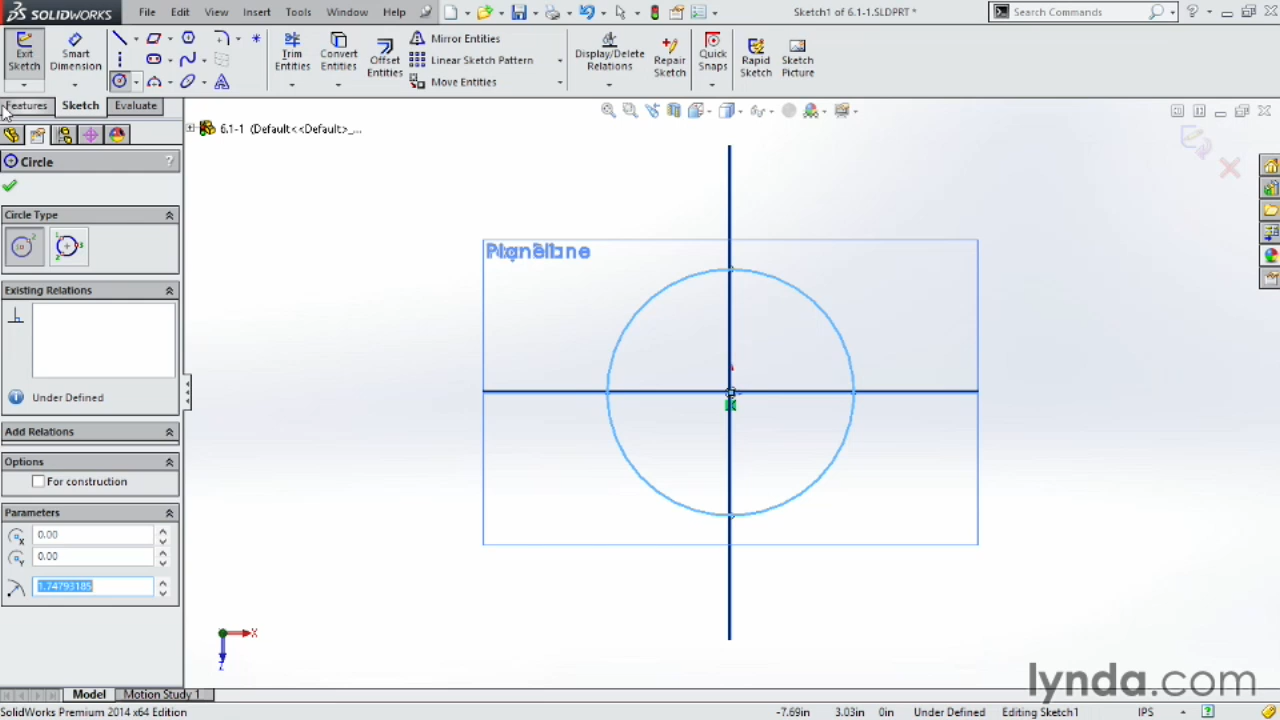 SOLIDWORKS File Edit View Insert Tools Window Help Sketch1 of 6.1-1.SLDPRT * Search Commands
Exit Sketch
Smart Dimension
Trim Entities
Convert Entities
Offset Entities
Mirror Entities
Linear Sketch Pattern
Move Entities
Display/Delete Relations
Repair Sketch
Quick Snaps
Rapid Sketch
Sketch Picture
Features Sketch Evaluate
6.1-1 (Default<<Default>_...
Circle ?
Circle Type
Existing Relations
Under Defined
Add Relations
Options
For construction
Parameters
0.00
0.00
1.74793185
X
Z
lynda.com
Model Motion Study 1
SolidWorks Premium 2014 x64 Edition -7.69in 3.03in 0in Under Defined Editing Sketch1 IPS